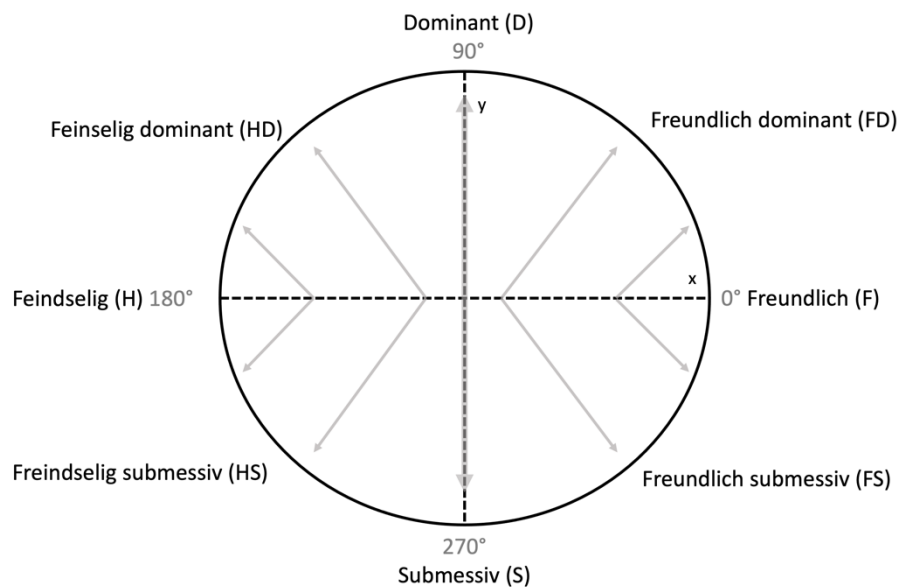 Dominant (D)
90°
y
Feinselig dominant (HD)
Freundlich dominant (FD)
x
Feindselig (H) 180°
0° Freundlich (F)
Freindselig submessiv (HS)
Freundlich submessiv (FS)
270°
Submessiv (S)